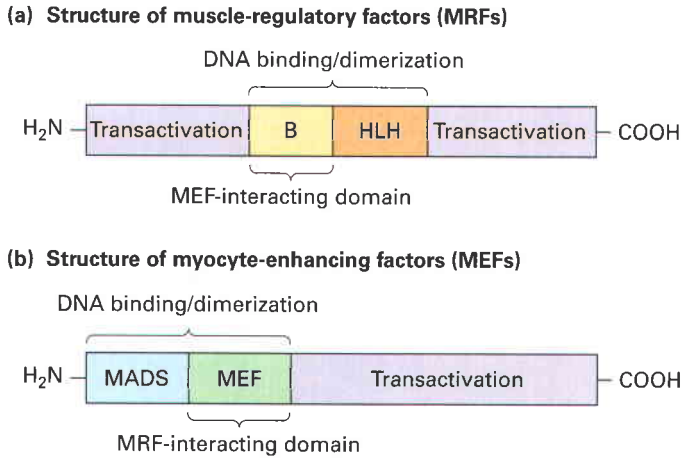 (a) Structure of muscle-regulatory factors (MRFs)
DNA binding/dimerization
H₂N Transactivation B HLH Transactivation COOH
MEF-interacting domain
(b) Structure of myocyte-enhancing factors (MEFs)
DNA binding/dimerization
H₂N MADS MEF Transactivation COOH
MRF-interacting domain